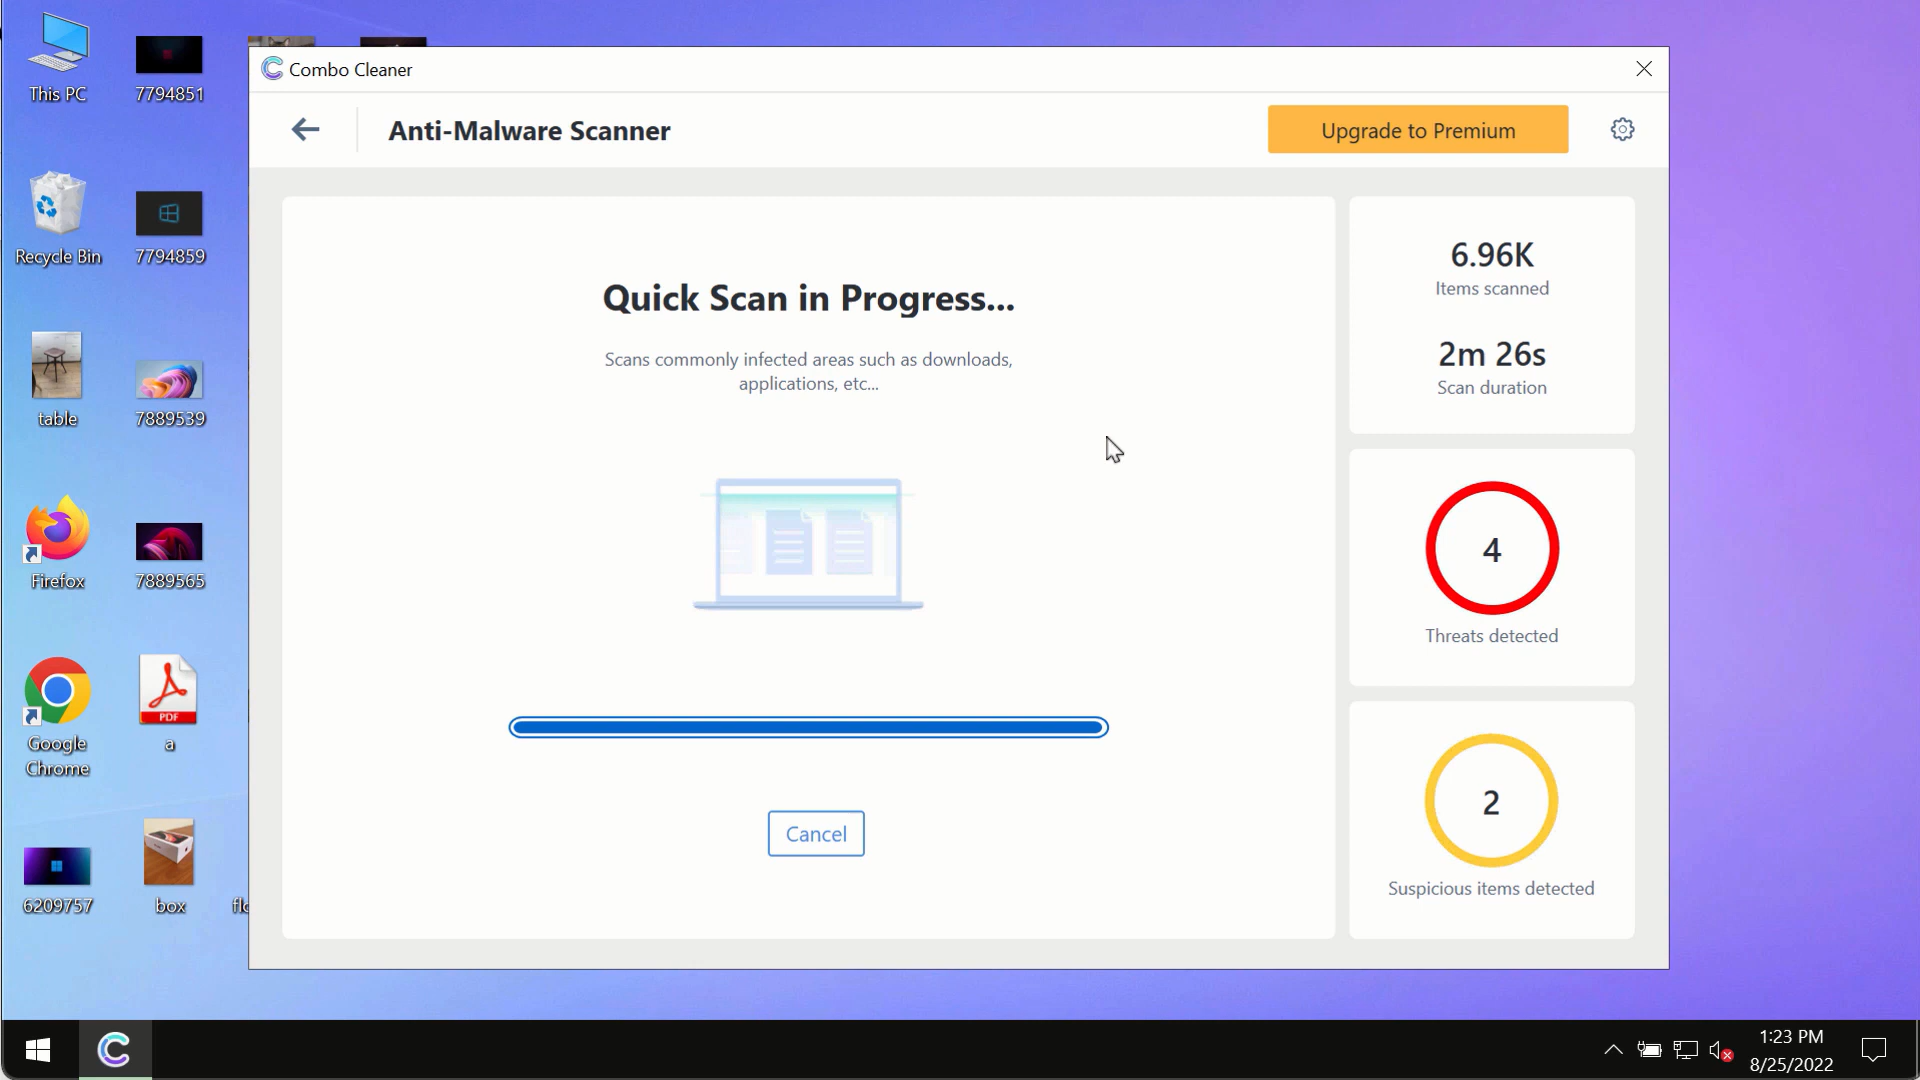 This PC
7794851
Recycle Bin
7794859
table
7889539
Firefox
7889565
Google
Chrome
PDF
a
6209757
box
Combo Cleaner
Anti-Malware Scanner
Upgrade to Premium
Quick Scan in Progress...
Scans commonly infected areas such as downloads,
applications, etc...
Cancel
6.96K
Items scanned
2m 26s
Scan duration
4
Threats detected
2
Suspicious items detected
1:23 PM
8/25/2022